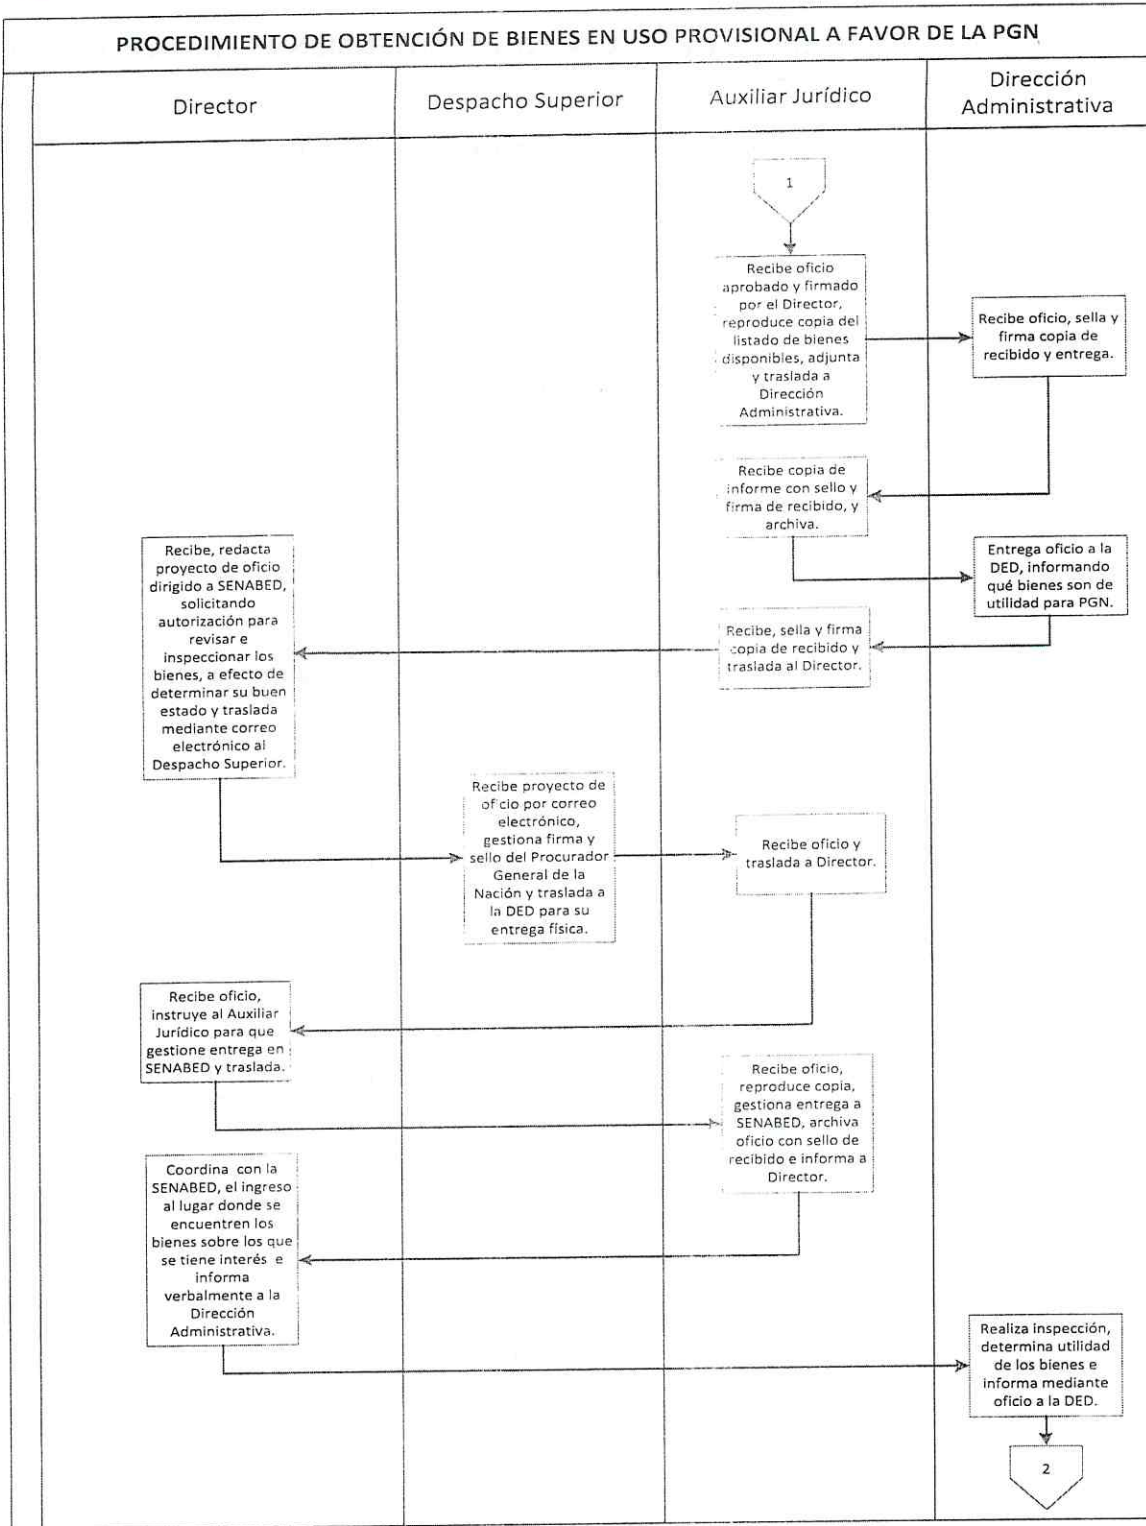 PROCEDIMIENTO DE OBTENCIÓN DE BIENES EN USO PROVISIONAL A FAVOR DE LA PGN
Director
Despacho Superior
Auxiliar Jurídico
Dirección
Administrativa
1
Recibe oficio
aprobado y firmado
por el Director,
reproduce copia del
listado de bienes
disponibles, adjunta
y traslada a
Dirección
Administrativa.
Recibe oficio, sella y
firma copia de
recibido y entrega.
Recibe copia de
informe con sello y
firma de recibido, y
archiva.
Entrega oficio a la
DED, informando
qué bienes son de
utilidad para PGN.
Recibe, sella y firma
copia de recibido y
traslada al Director.
Recibe, redacta
proyecto de oficio
dirigido a SENABED,
solicitando
autorización para
revisar e
inspeccionar los
bienes, a efecto de
determinar su buen
estado y traslada
mediante correo
electrónico al
Despacho Superior.
Recibe proyecto de
oficio por correo
electrónico,
gestiona firma y
sello del Procurador
General de la
Nación y traslada a
la DED para su
entrega física.
Recibe oficio y
traslada a Director.
Recibe oficio,
instruye al Auxiliar
Jurídico para que
gestione entrega en
SENABED y traslada.
Recibe oficio,
reproduce copia,
gestiona entrega a
SENABED, archiva
oficio con sello de
recibido e informa a
Director.
Coordina con la
SENABED, el ingreso
al lugar donde se
encuentren los
bienes sobre los que
se tiene interés e
informa
verbalmente a la
Dirección
Administrativa.
Realiza inspección,
determina utilidad
de los bienes e
informa mediante
oficio a la DED.
2